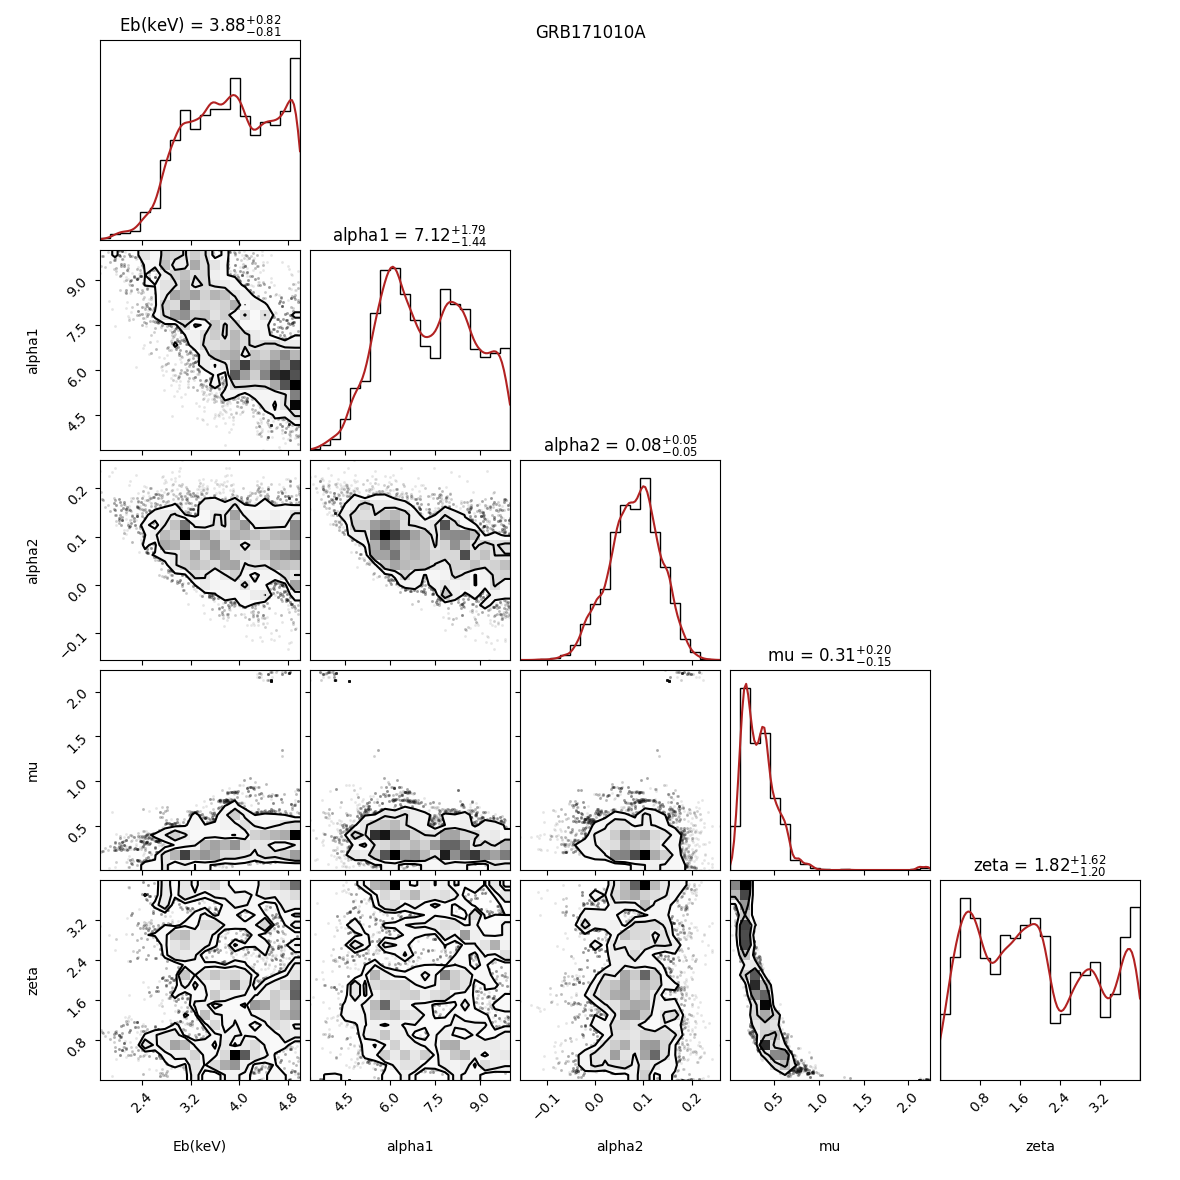 GRB171010A
Eb(keV) = 3.88+0.82−0.81
alpha1 = 7.12+1.79−1.44
9.0
7.5
6.0
4.5
alpha1
alpha2 = 0.08+0.05−0.05
0.2
0.1
0.0
−0.1
alpha2
mu = 0.31+0.20−0.15
2.0
1.5
1.0
0.5
mu
zeta = 1.82+1.62−1.20
3.2
2.4
1.6
0.8
zeta
2.4 3.2 4.0 4.8 4.5 6.0 7.5 9.0 −0.1 0.0 0.1 0.2 0.5 1.0 1.5 2.0 0.8 1.6 2.4 3.2
Eb(keV) alpha1 alpha2 mu zeta